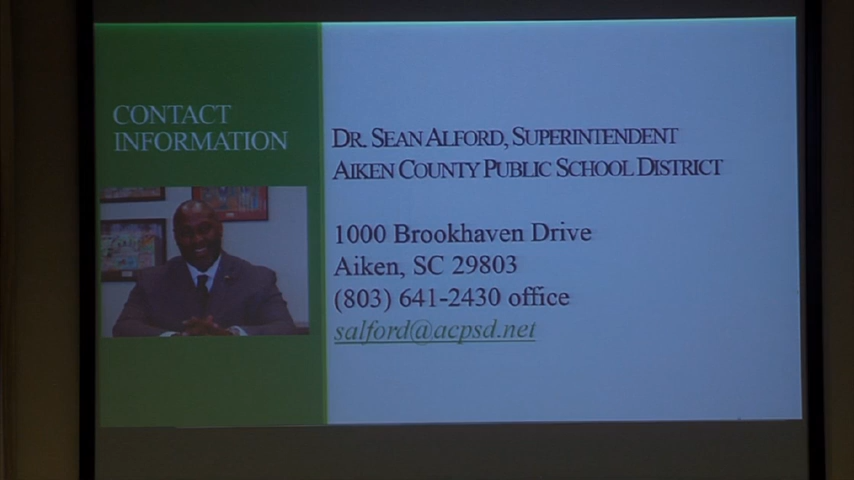 CONTACT
INFORMATION
DR. SEAN ALFORD, SUPERINTENDENT
AIKEN COUNTY PUBLIC SCHOOL DISTRICT
1000 Brookhaven Drive
Aiken, SC 29803
(803) 641-2430 office
salford@acpsd.net